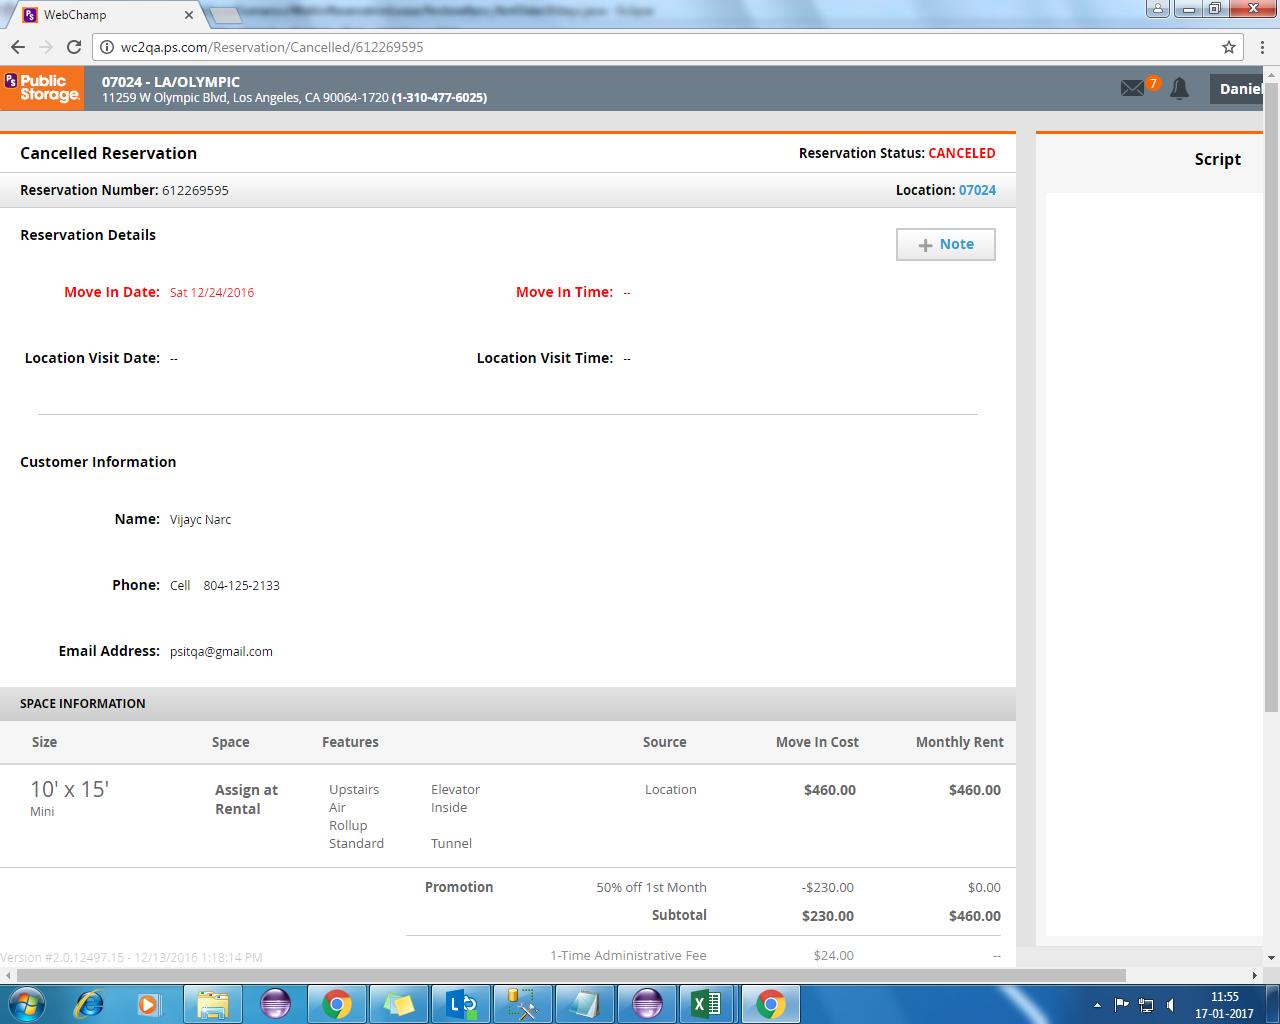 WebChamp
wc2qa.ps.com/Reservation/Cancelled/612269595
PS Public Storage.
07024 - LA/OLYMPIC
11259 W Olympic Blvd, Los Angeles, CA 90064-1720 (1-310-477-6025)
7
Daniel
Cancelled Reservation
Reservation Status: CANCELED
Script
Reservation Number: 612269595
Location: 07024
Reservation Details
+ Note
Move In Date: Sat 12/24/2016
Move In Time: --
Location Visit Date: --
Location Visit Time: --
Customer Information
Name: Vijayc Narc
Phone: Cell 804-125-2133
Email Address: psitqa@gmail.com
SPACE INFORMATION
Size Space Features Source Move In Cost Monthly Rent
10' x 15' Assign at Upstairs Elevator Location $460.00 $460.00
Mini Rental Air Inside
Rollup
Standard Tunnel
Promotion 50% off 1st Month -$230.00 $0.00
Subtotal $230.00 $460.00
1-Time Administrative Fee $24.00 --
Version #2.0.12497.15 - 12/13/2016 1:18:14 PM
11:55
17-01-2017